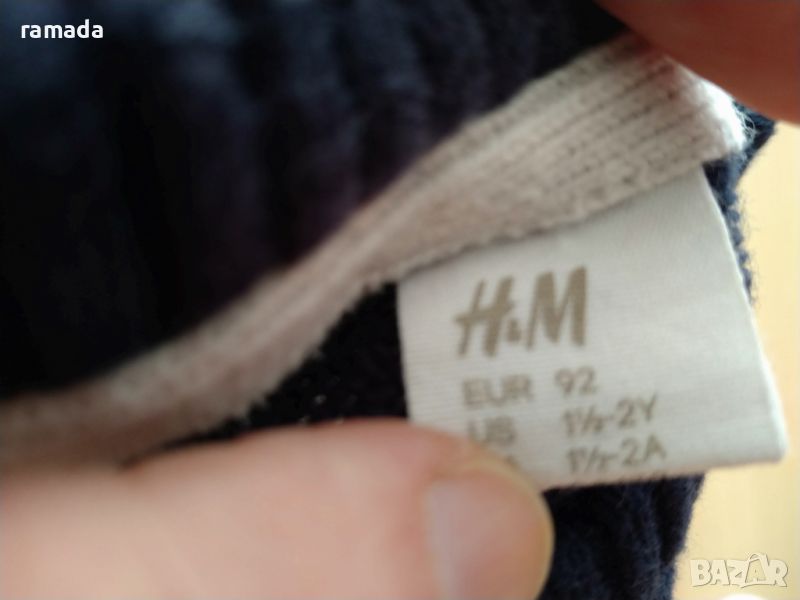 ramada
H&M
EUR 92
US 1½-2Y
1½-2A
BAZAR